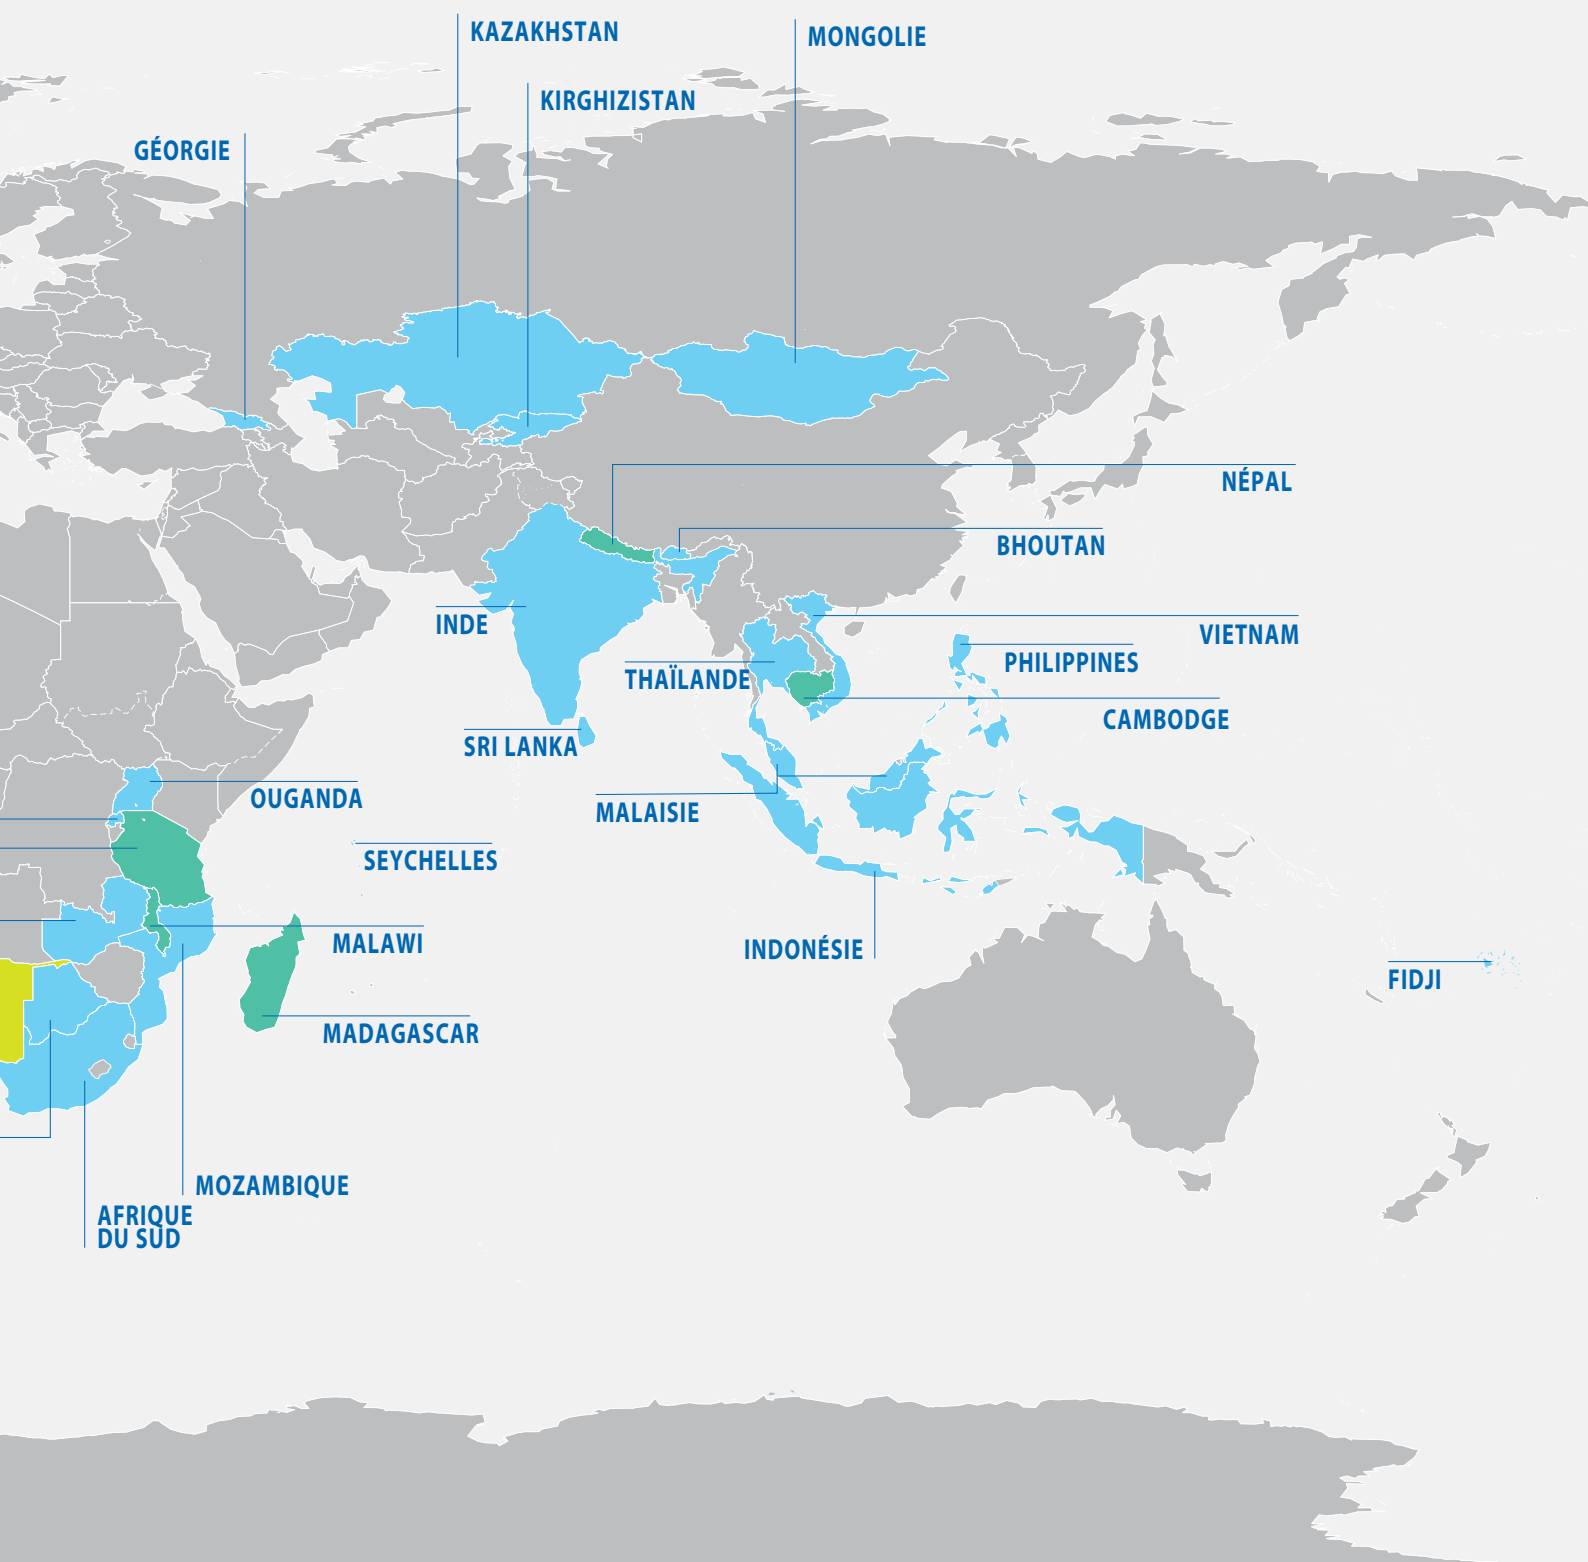 KAZAKHSTAN
MONGOLIE
KIRGHIZISTAN
GÉORGIE
NÉPAL
BHOUTAN
INDE
VIETNAM
PHILIPPINES
THAÏLANDE
CAMBODGE
SRI LANKA
OUGANDA
MALAISIE
SEYCHELLES
MALAWI
INDONÉSIE
FIDJI
MADAGASCAR
MOZAMBIQUE
AFRIQUE
DU SUD